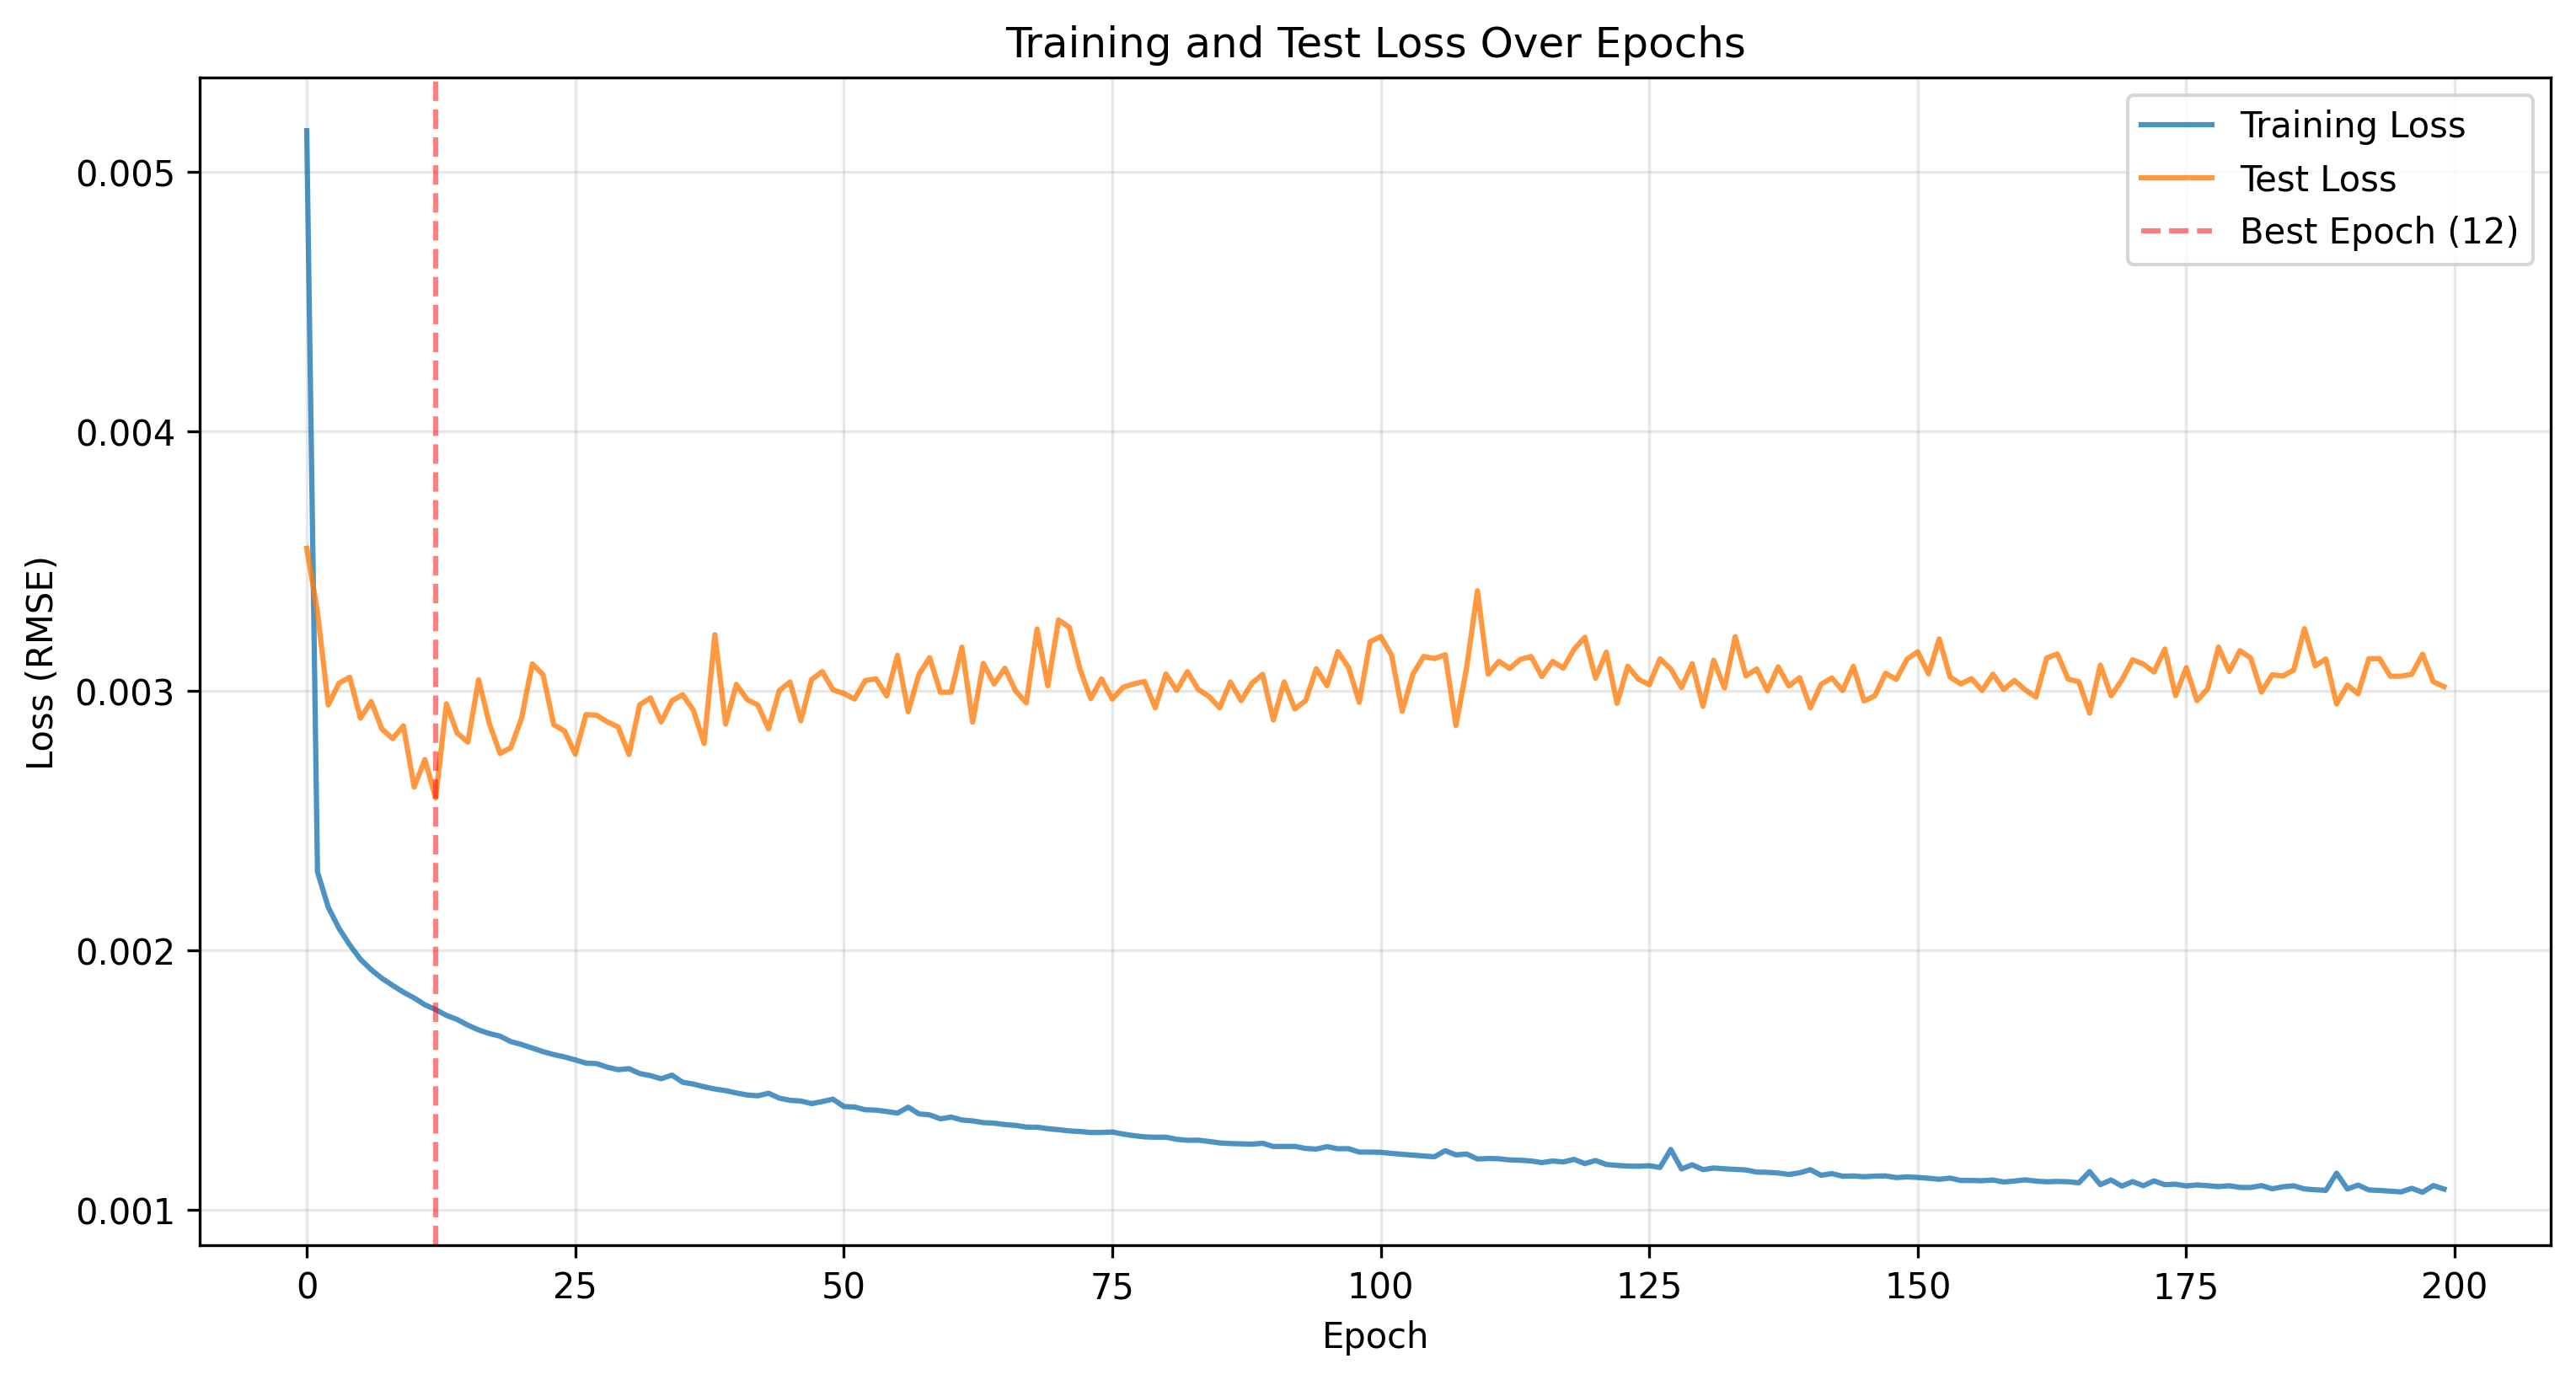 Training and Test Loss Over Epochs
Training Loss
Test Loss
Best Epoch (12)
0.005
0.004
0.003
0.002
0.001
Loss (RMSE)
0 25 50 75 100 125 150 175 200
Epoch